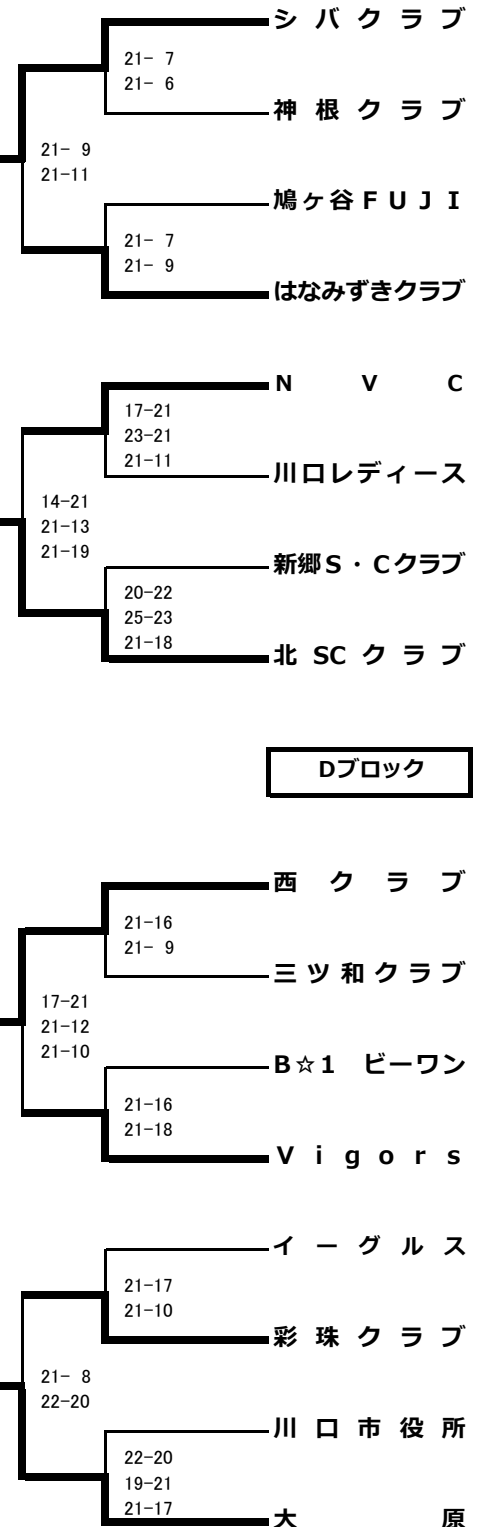 シバクラブ
21- 7
21- 6
神根クラブ
21- 9
21-11
鳩ヶ谷ＦＵＪＩ
21- 7
21- 9
はなみずきクラブ
Ｎ Ｖ Ｃ
17-21
23-21
21-11
川口レディース
14-21
21-13
21-19
新郷Ｓ・Ｃクラブ
20-22
25-23
21-18
北 SC クラブ
Dブロック
西クラブ
21-16
21- 9
三ツ和クラブ
17-21
21-12
21-10
B☆1　ビーワン
21-16
21-18
Ｖｉｇｏｒｓ
イーグルス
21-17
21-10
彩珠クラブ
21- 8
22-20
川口市役所
22-20
19-21
21-17
大原